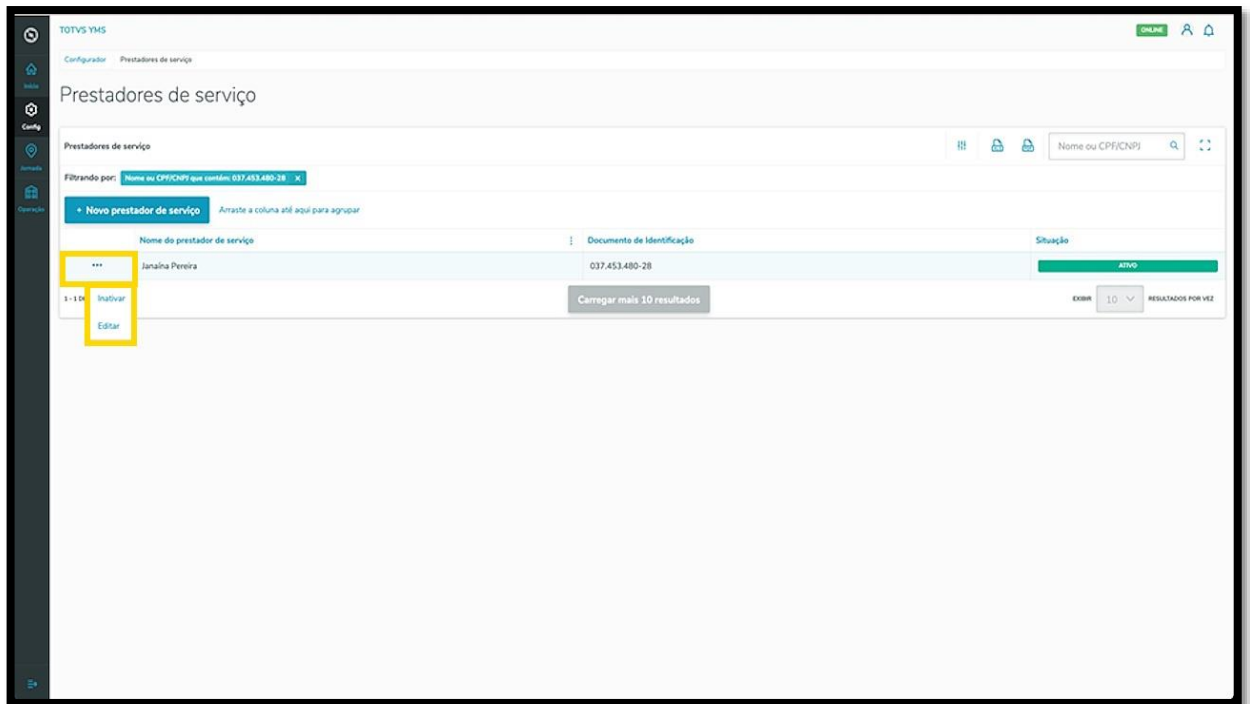 TOTVS YMS
ONLINE
Configurador Prestadores de serviço
Início
Prestadores de serviço
Config
Prestadores de serviço
Nome ou CPF/CNPJ
Jornada
Filtrando por: Nome ou CPF/CNPJ que contém: 037.453.480-28 x
Operação
+ Novo prestador de serviço Arraste a coluna até aqui para agrupar
Nome do prestador de serviço Documento de Identificação Situação
... Janaína Pereira 037.453.480-28 ATIVO
1 - 1 Inativar Carregar mais 10 resultados EXIBIR 10 RESULTADOS POR VEZ
Editar